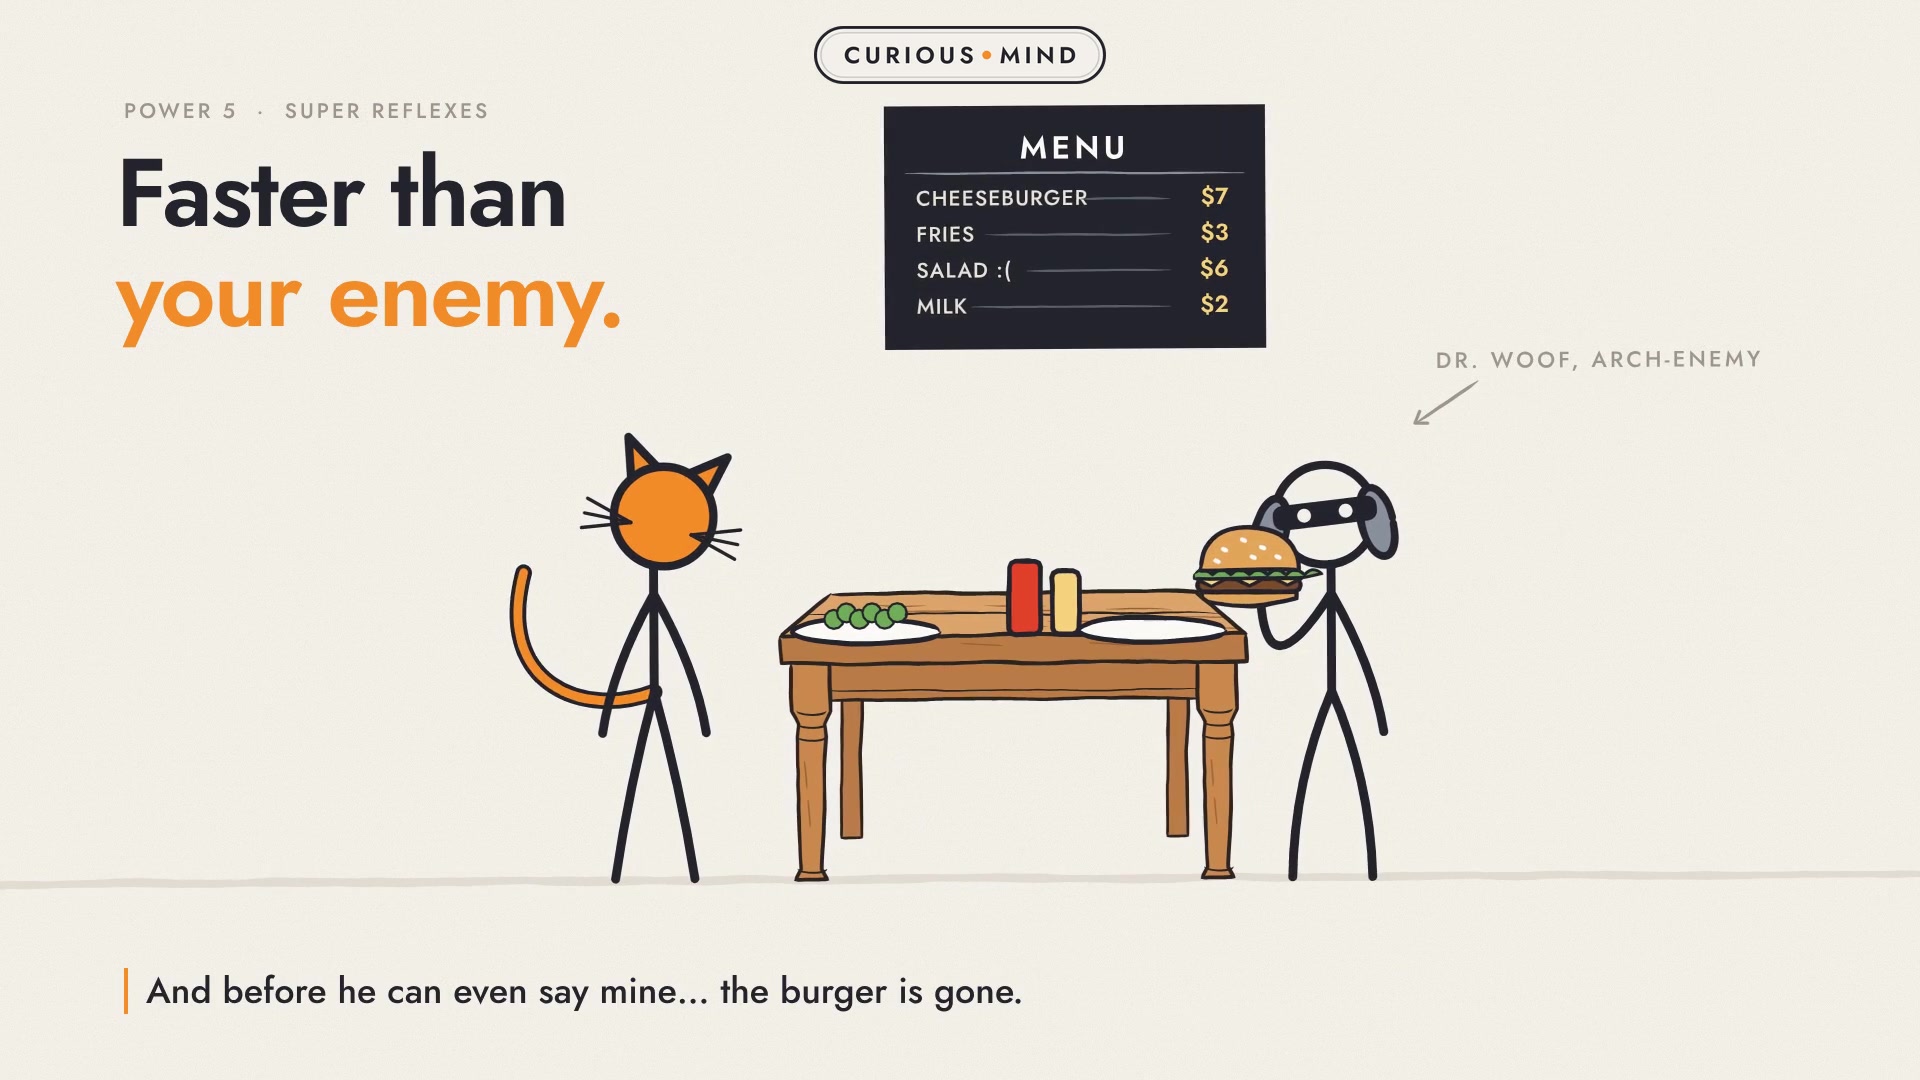 CURIOUS•MIND
POWER 5 · SUPER REFLEXES
Faster than
your enemy.
MENU
CHEESEBURGER $7
FRIES $3
SALAD :( $6
MILK $2
DR. WOOF, ARCH-ENEMY
And before he can even say mine... the burger is gone.